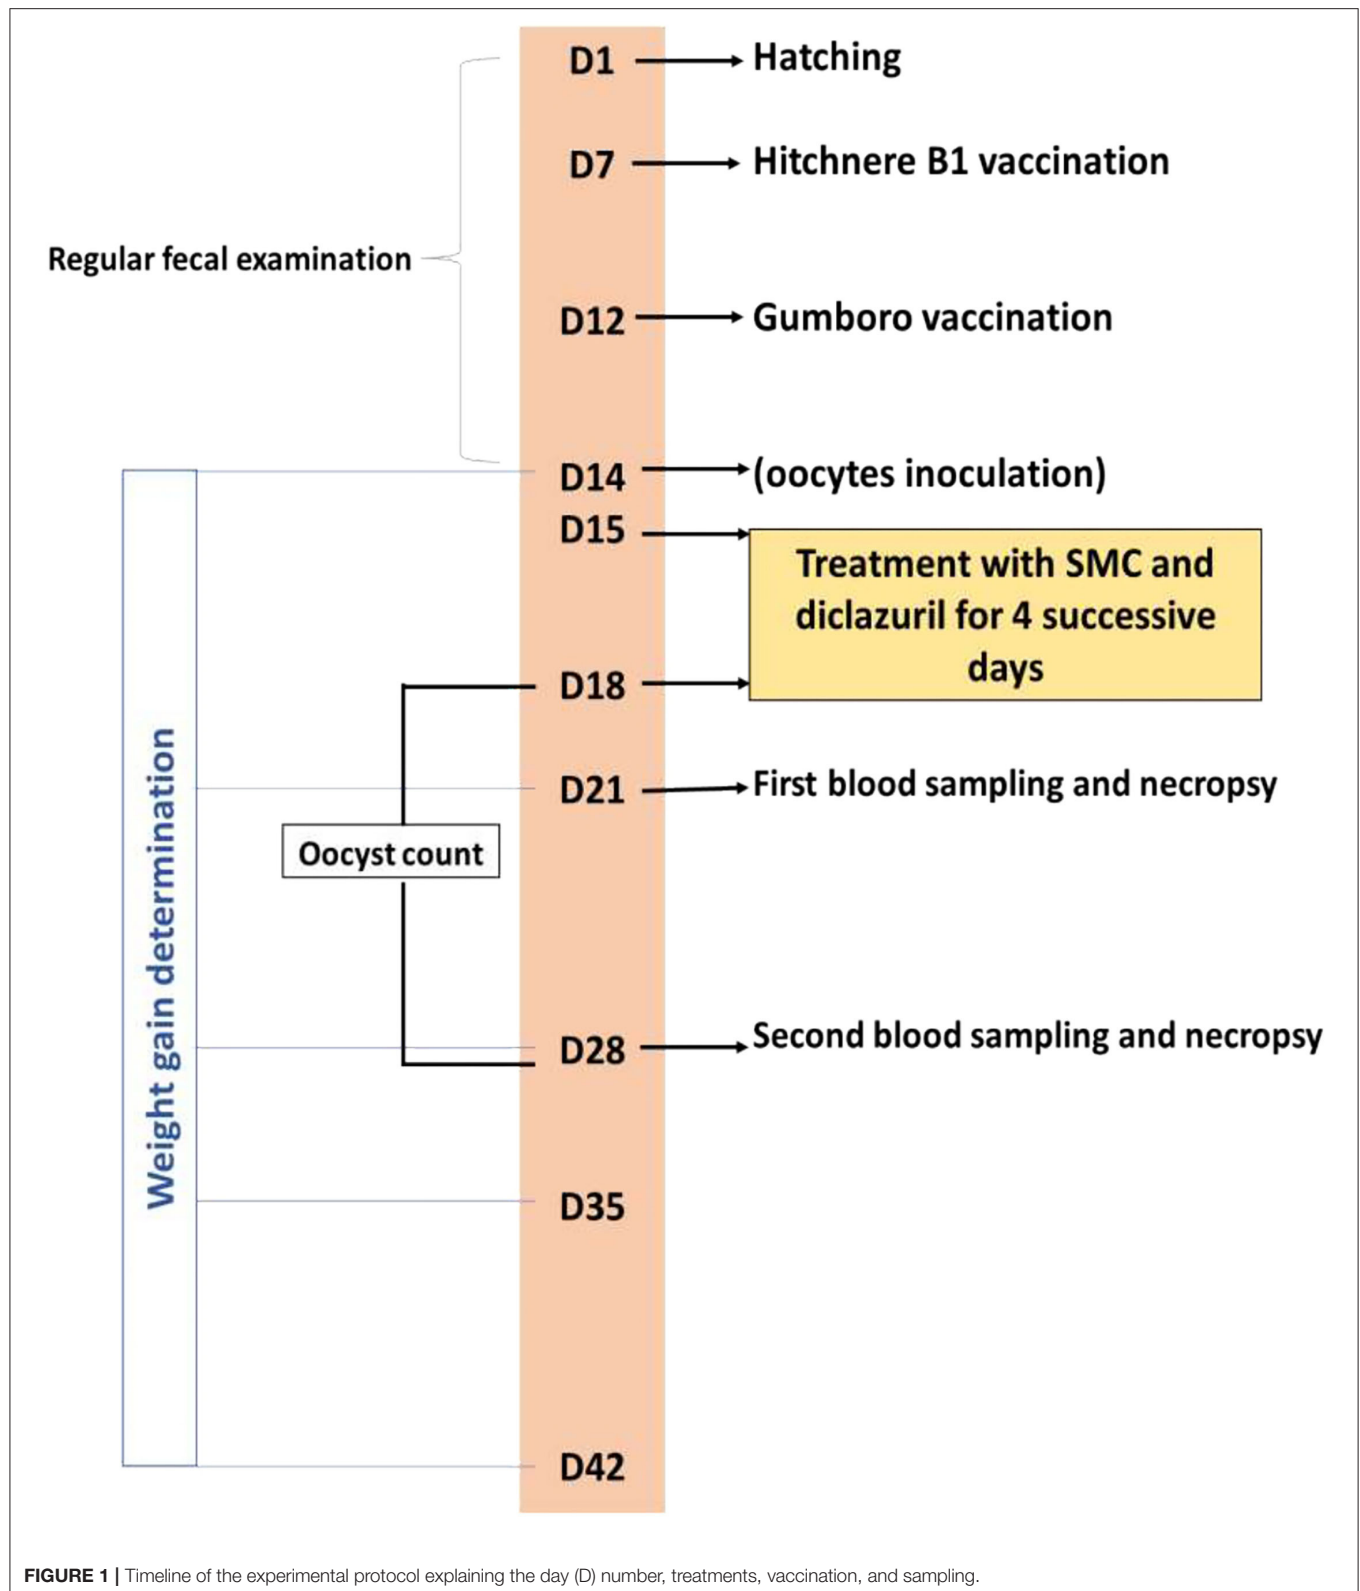 D1
Hatching
D7
Hitchnere B1 vaccination
Regular fecal examination
D12
Gumboro vaccination
D14
(oocytes inoculation)
D15
Treatment with SMC and
diclazuril for 4 successive
days
D18
D21
First blood sampling and necropsy
Oocyst count
Weight gain determination
D28
Second blood sampling and necropsy
D35
D42
FIGURE 1 | Timeline of the experimental protocol explaining the day (D) number, treatments, vaccination, and sampling.